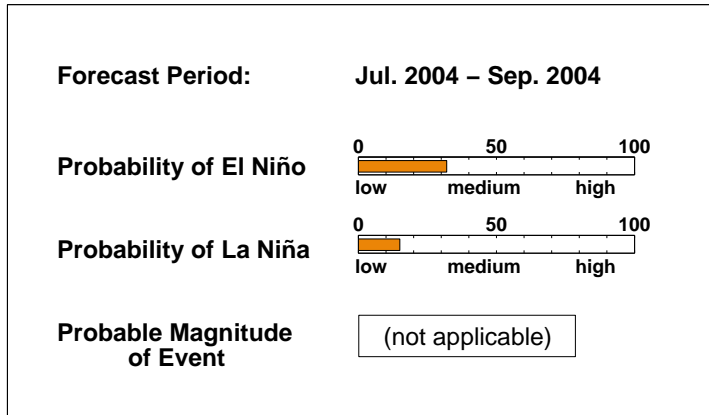 Forecast Period: Jul. 2004 – Sep. 2004
0 50 100
Probability of El Niño
low medium high
0 50 100
Probability of La Niña
low medium high
Probable Magnitude
of Event
(not applicable)